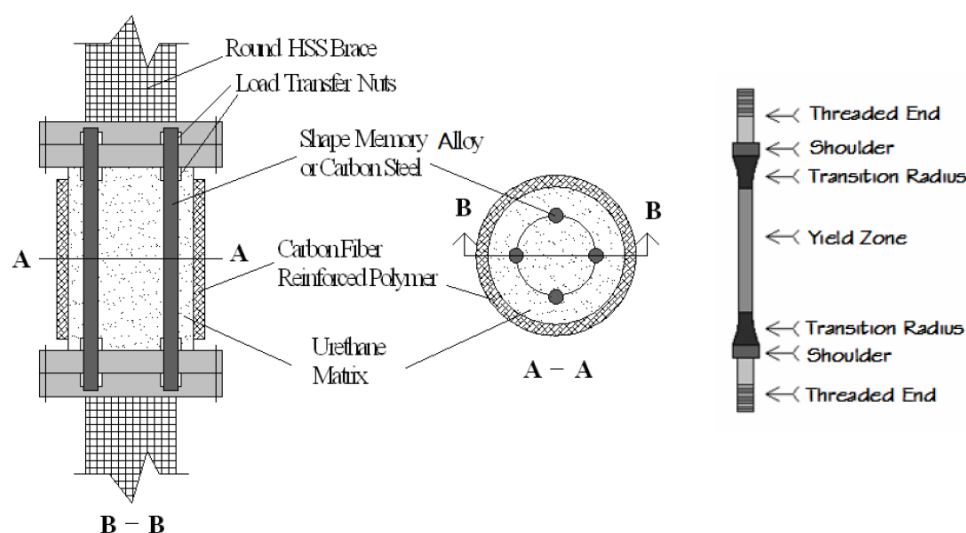 Round HSS Brace
Load Transfer Nuts
Shape Memory Alloy
or Carbon Steel
A
A
Carbon Fiber
Reinforced Polymer
Urethane
Matrix
B – B
B
B
A – A
Threaded End
Shoulder
Transition Radius
Yield Zone
Transition Radius
Shoulder
Threaded End